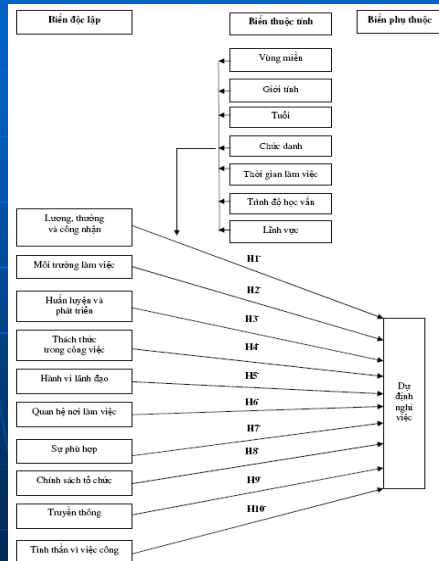 Biến độc lập
Biến thuộc tính
Biến phụ thuộc
Vùng miền
Giới tính
Tuổi
Chức danh
Thời gian làm việc
Trình độ học vấn
Lĩnh vực
Lương, thưởng
và công nhận
Môi trường làm việc
Huấn luyện và
phát triển
Thách thức
trong công việc
Hành vi lãnh đạo
Quan hệ nơi làm việc
Sự phù hợp
Chính sách tổ chức
Truyền thông
Tinh thần vì việc công
H1-
H2-
H3-
H4-
H5-
H6-
H7-
H8-
H9-
H10-
Dự
định
nghỉ
việc